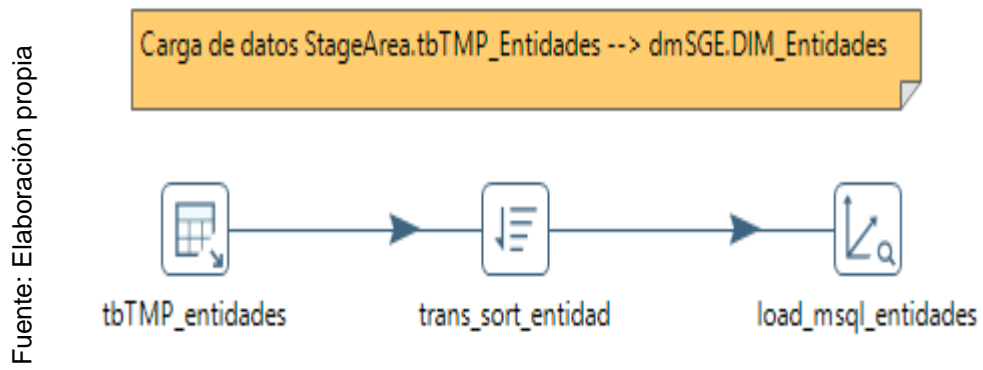 Carga de datos StageArea.tbTMP_Entidades --> dmSGE.DIM_Entidades
Fuente: Elaboración propia
tbTMP_entidades
trans_sort_entidad
load_msql_entidades